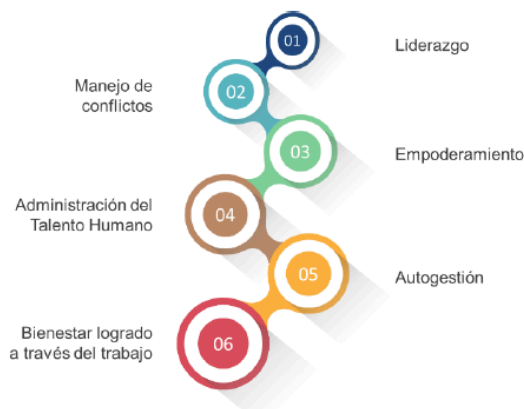 01
Liderazgo
Manejo de
conflictos
02
03
Empoderamiento
Administración del
Talento Humano
04
05
Autogestión
Bienestar logrado
a través del trabajo
06